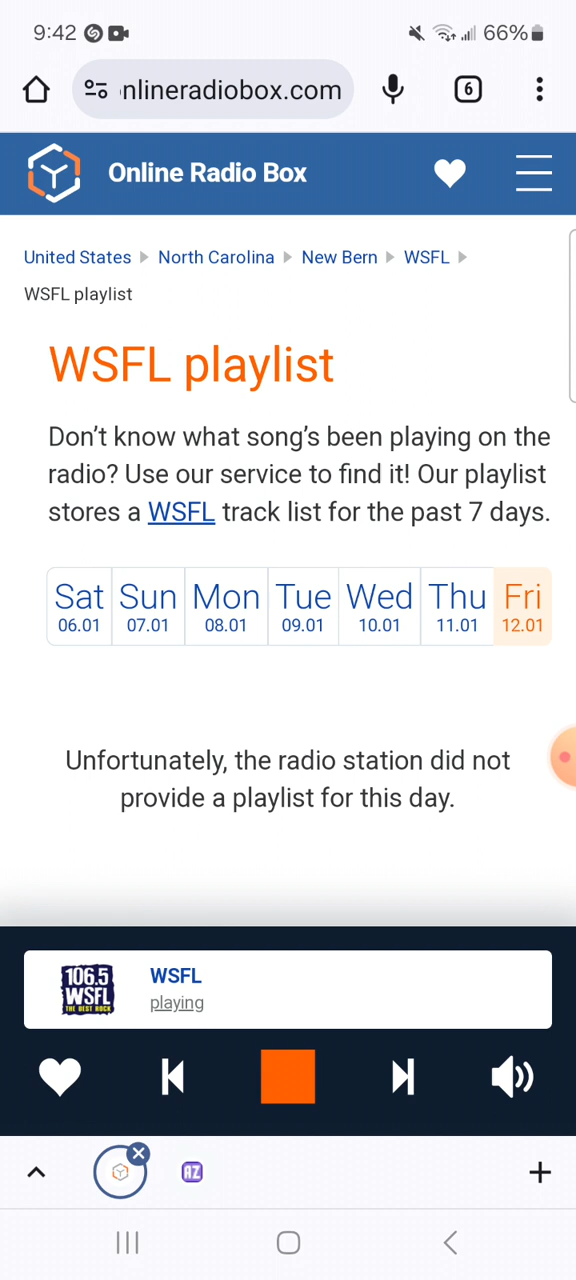 9:42
66%
nlineradiobox.com
6
Online Radio Box
United States North Carolina New Bern WSFL
WSFL playlist
WSFL playlist
Don’t know what song’s been playing on the
radio? Use our service to find it! Our playlist
stores a WSFL track list for the past 7 days.
Sat Sun Mon Tue Wed Thu Fri
06.01 07.01 08.01 09.01 10.01 11.01 12.01
Unfortunately, the radio station did not
provide a playlist for this day.
106.5
WSFL
THE BEST ROCK
WSFL
playing
AZ